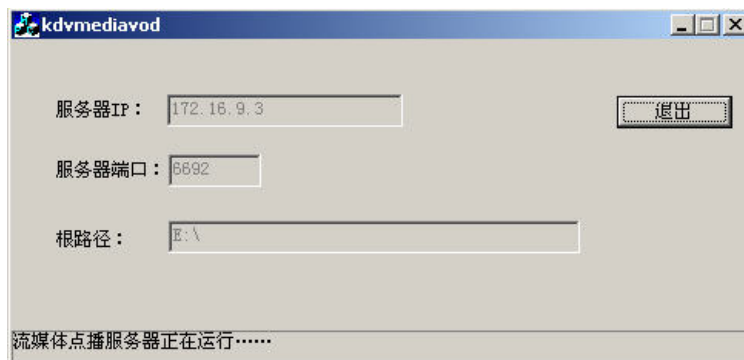 kdvmediavod
服务器IP： 172.16.9.3 退出
服务器端口： 6692
根路径： E:\
流媒体点播服务器正在运行……